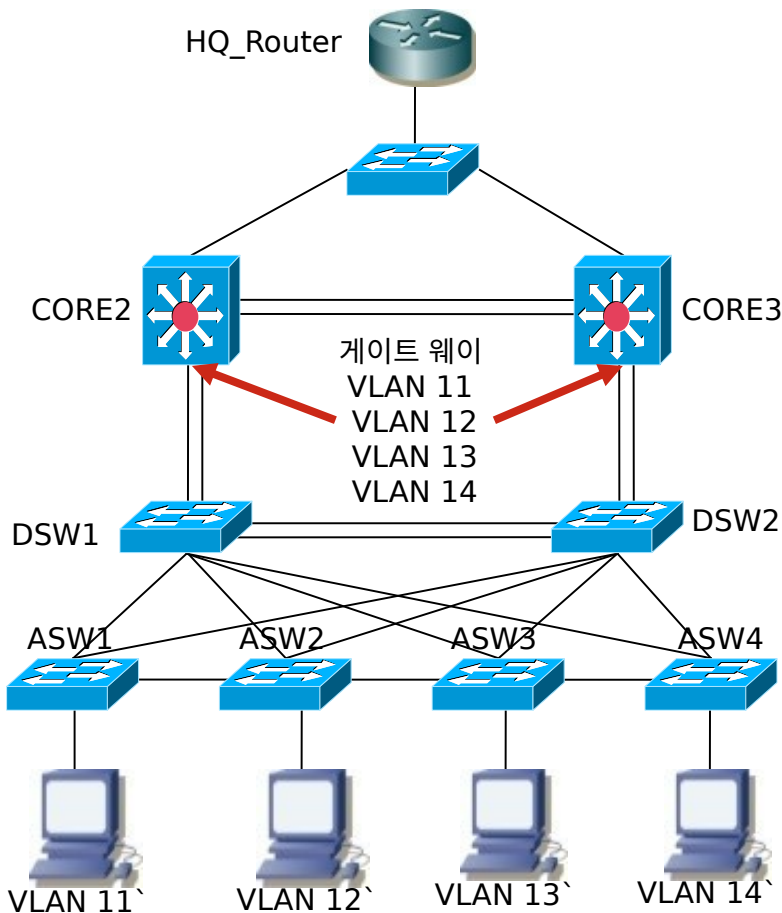 HQ_Router
CORE2
CORE3
게이트 웨이
VLAN 11
VLAN 12
VLAN 13
VLAN 14
DSW1
DSW2
ASW1
ASW2
ASW3
ASW4
VLAN 11`
VLAN 12`
VLAN 13`
VLAN 14`